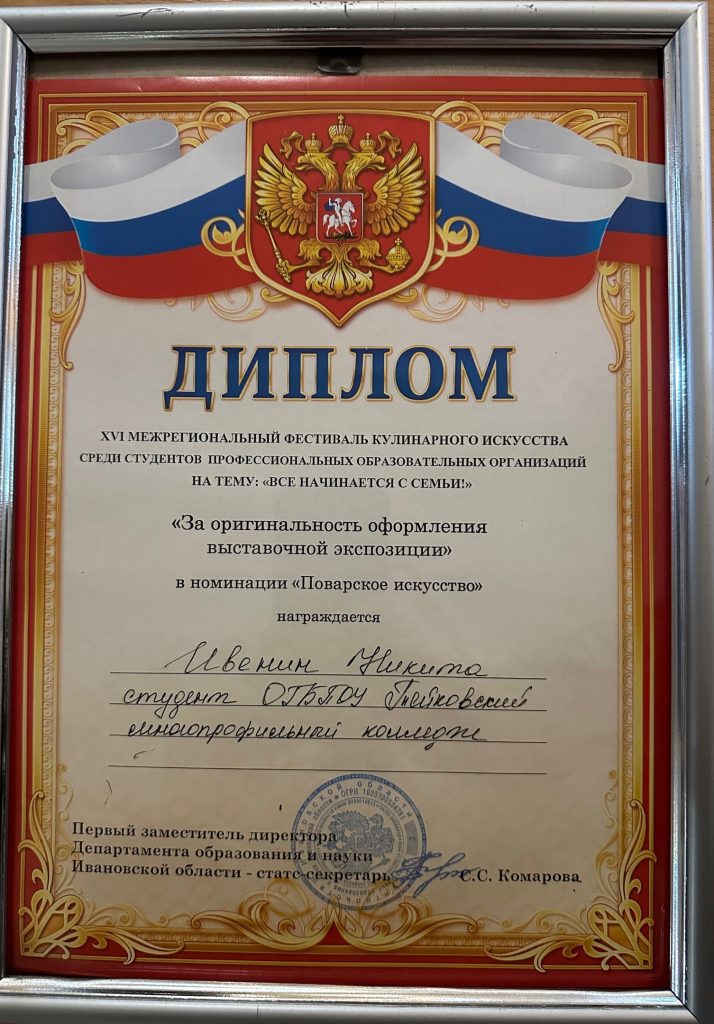 ДИПЛОМ
XVI МЕЖРЕГИОНАЛЬНЫЙ ФЕСТИВАЛЬ КУЛИНАРНОГО ИСКУССТВА
СРЕДИ СТУДЕНТОВ ПРОФЕССИОНАЛЬНЫХ ОБРАЗОВАТЕЛЬНЫХ ОРГАНИЗАЦИЙ
НА ТЕМУ: «ВСЕ НАЧИНАЕТСЯ С СЕМЬИ!»
«За оригинальность оформления
выставочной экспозиции»
в номинации «Поварское искусство»
награждается
Ивенин Никита
студент ОГБПОУ Тейковский
многопрофильный колледж
Первый заместитель директора
Департамента образования и науки
Ивановской области - статс-секретарь С.С. Комарова